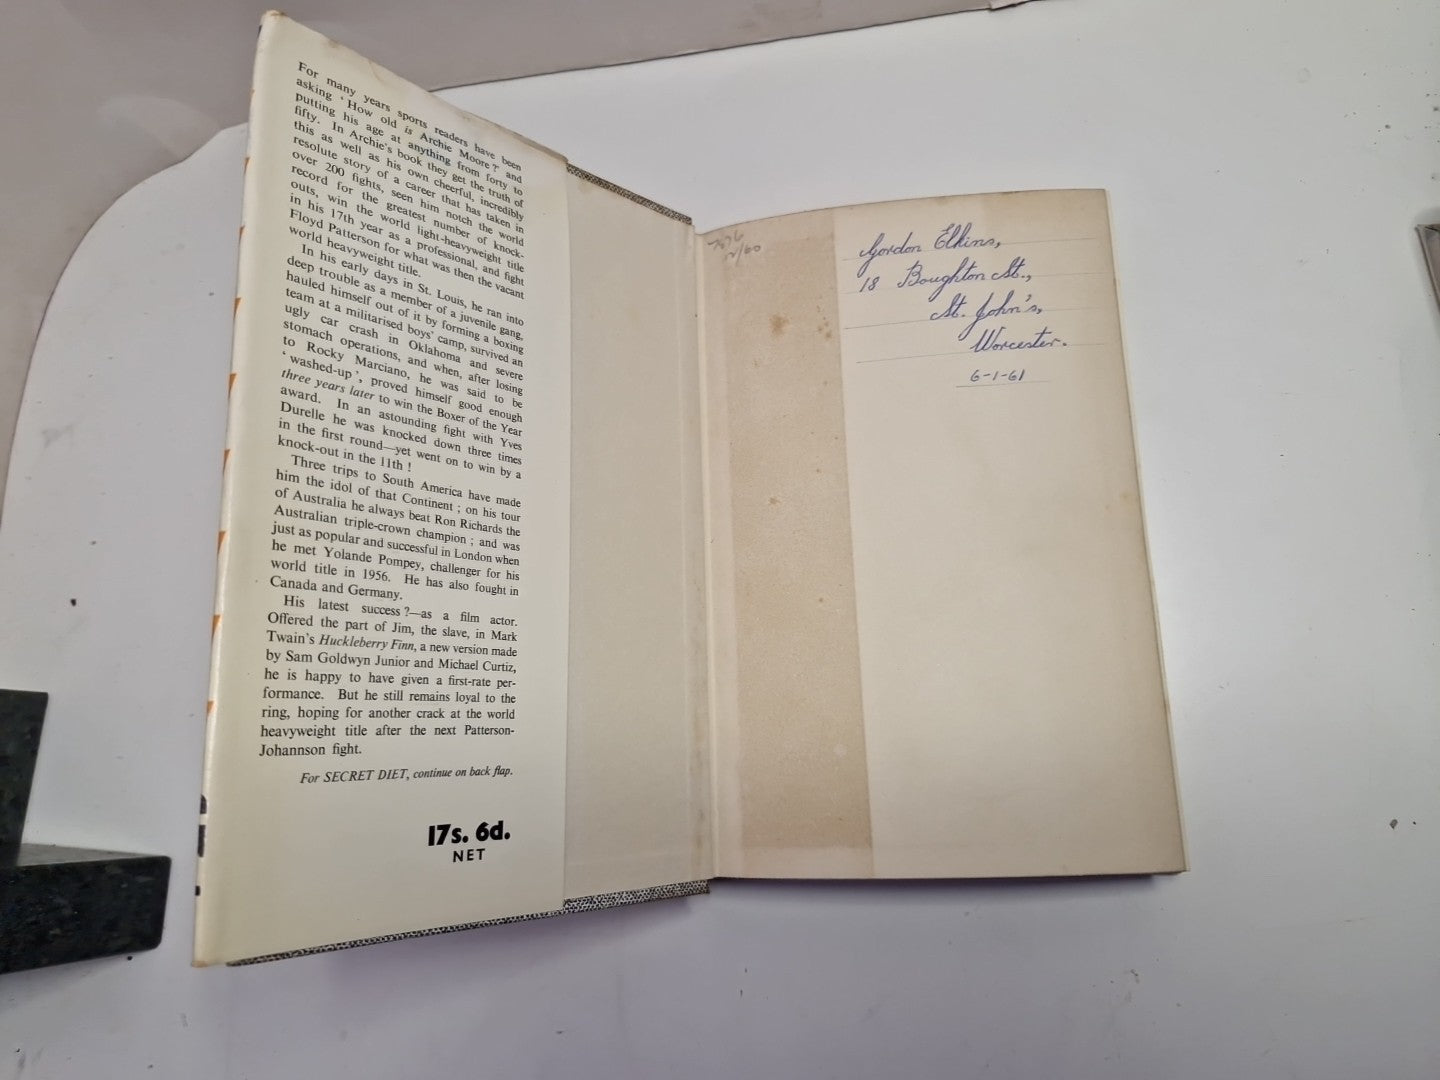 For many years sports readers have been
asking ‘How old is Archie Moore?’ and
putting his age at anything from forty to
fifty. In Archie's book they get the truth of
this as well as his own cheerful, incredibly
resolute story of a career that has taken in
over 200 fights, seen him notch the world
record for the greatest number of knock-
outs, win the world light-heavyweight title
in his 17th year as a professional, and fight
Floyd Patterson for what was then the vacant
world heavyweight title.
In his early days in St. Louis, he ran into
deep trouble as a member of a juvenile gang,
hauled himself out of it by forming a boxing
team at a militarised boys' camp, survived an
ugly car crash in Oklahoma and severe
stomach operations, and when, after losing
to Rocky Marciano, he was said to be
‘washed-up’, proved himself good enough
three years later to win the Boxer of the Year
award. In an astounding fight with Yves
Durelle he was knocked down three times
in the first round—yet went on to win by a
knock-out in the 11th!
Three trips to South America have made
him the idol of that Continent; on his tour
of Australia he always beat Ron Richards the
Australian triple-crown champion; and was
just as popular and successful in London when
he met Yolande Pompey, challenger for his
world title in 1956. He has also fought in
Canada and Germany.
His latest success?—as a film actor.
Offered the part of Jim, the slave, in Mark
Twain's Huckleberry Finn, a new version made
by Sam Goldwyn Junior and Michael Curtiz,
he is happy to have given a first-rate per-
formance. But he still remains loyal to the
ring, hoping for another crack at the world
heavyweight title after the next Patterson-
Johannson fight.
For SECRET DIET, continue on back flap.
17s. 6d.
NET
Gordon Elkins,
18 Boughton St.,
St. John's,
Worcester.
6-1-61